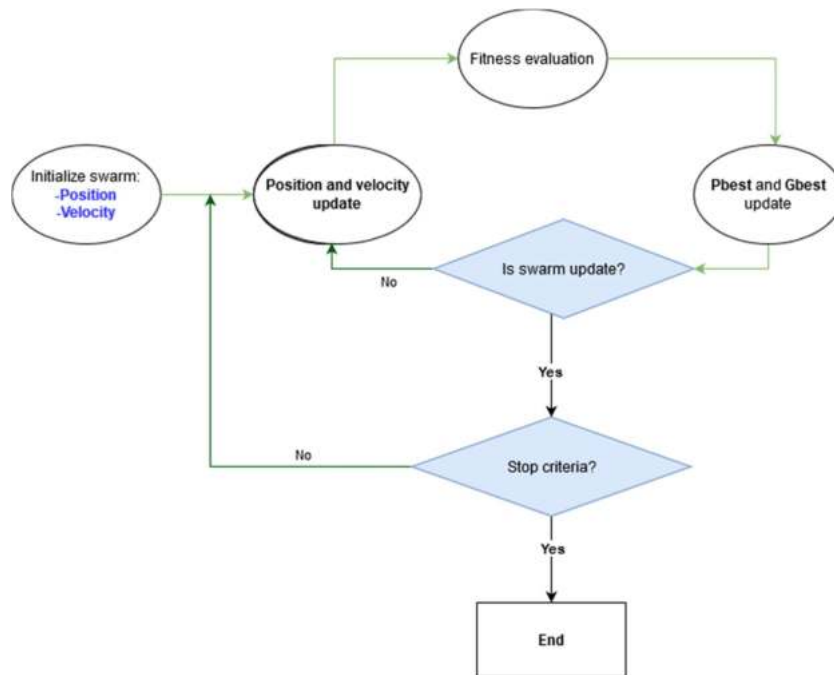 Fitness evaluation
Initialize swarm:
-Position
-Velocity
Position and velocity
update
Pbest and Gbest
update
Is swarm update?
No
Yes
Stop criteria?
No
Yes
End